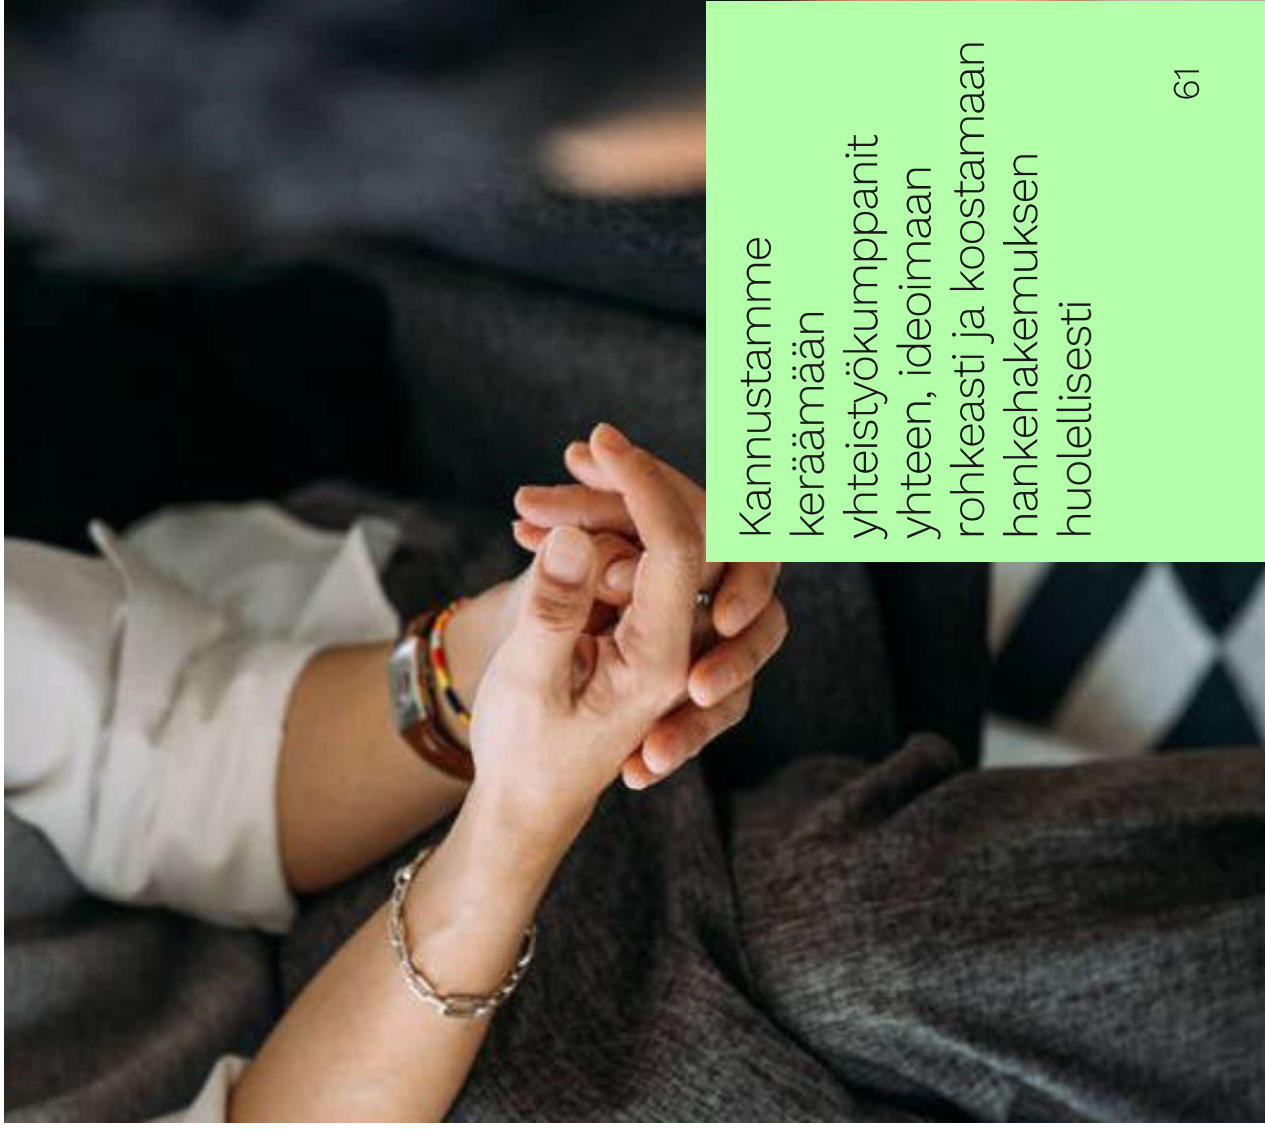 Kannustamme
keräämään
yhteistyökumppanit
yhteen, ideoimaan
rohkeasti ja koostamaan
hankehakemuksen
huolellisesti
61